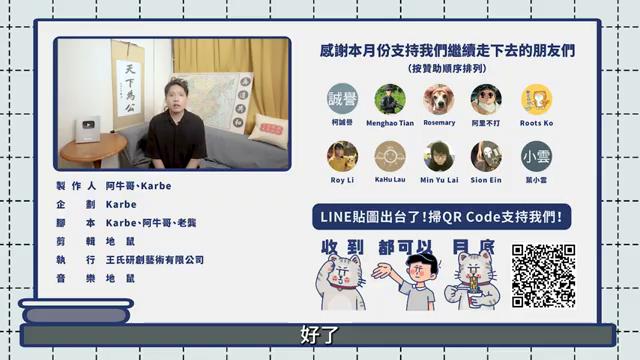 天下為公
感謝本月份支持我們繼續走下去的朋友們
（按贊助順序排列）
誠譽
柯誠譽
Menghao Tian
Rosemary
阿里不打
Roots Ko
小雲
Roy Li
KaHu Lau
Min Yu Lai
Sion Ein
葉小雲
製作人 阿牛哥、Karbe
企劃 Karbe
腳本 Karbe、阿牛哥、老龔
剪輯 地鼠
執行 王氏研創藝術有限公司
音樂 地鼠
LINE貼圖出台了！掃QR Code支持我們！
收到 都可以 月底
好了